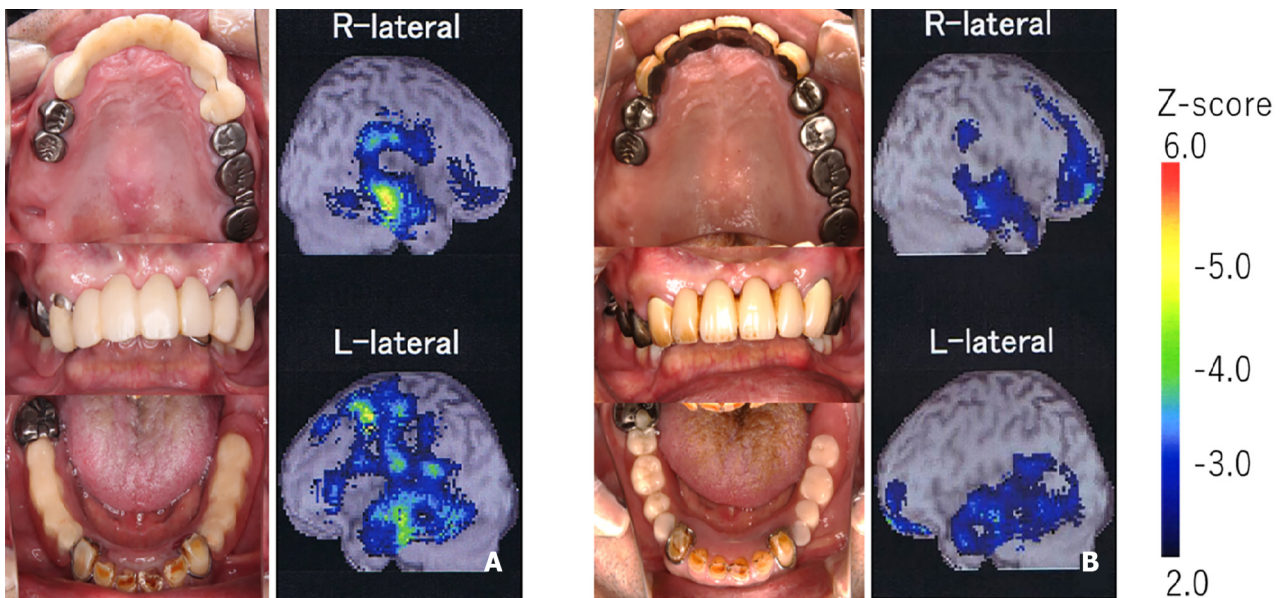 R-lateral
L-lateral
A
R-lateral
L-lateral
B
Z-score
6.0
-5.0
-4.0
-3.0
2.0